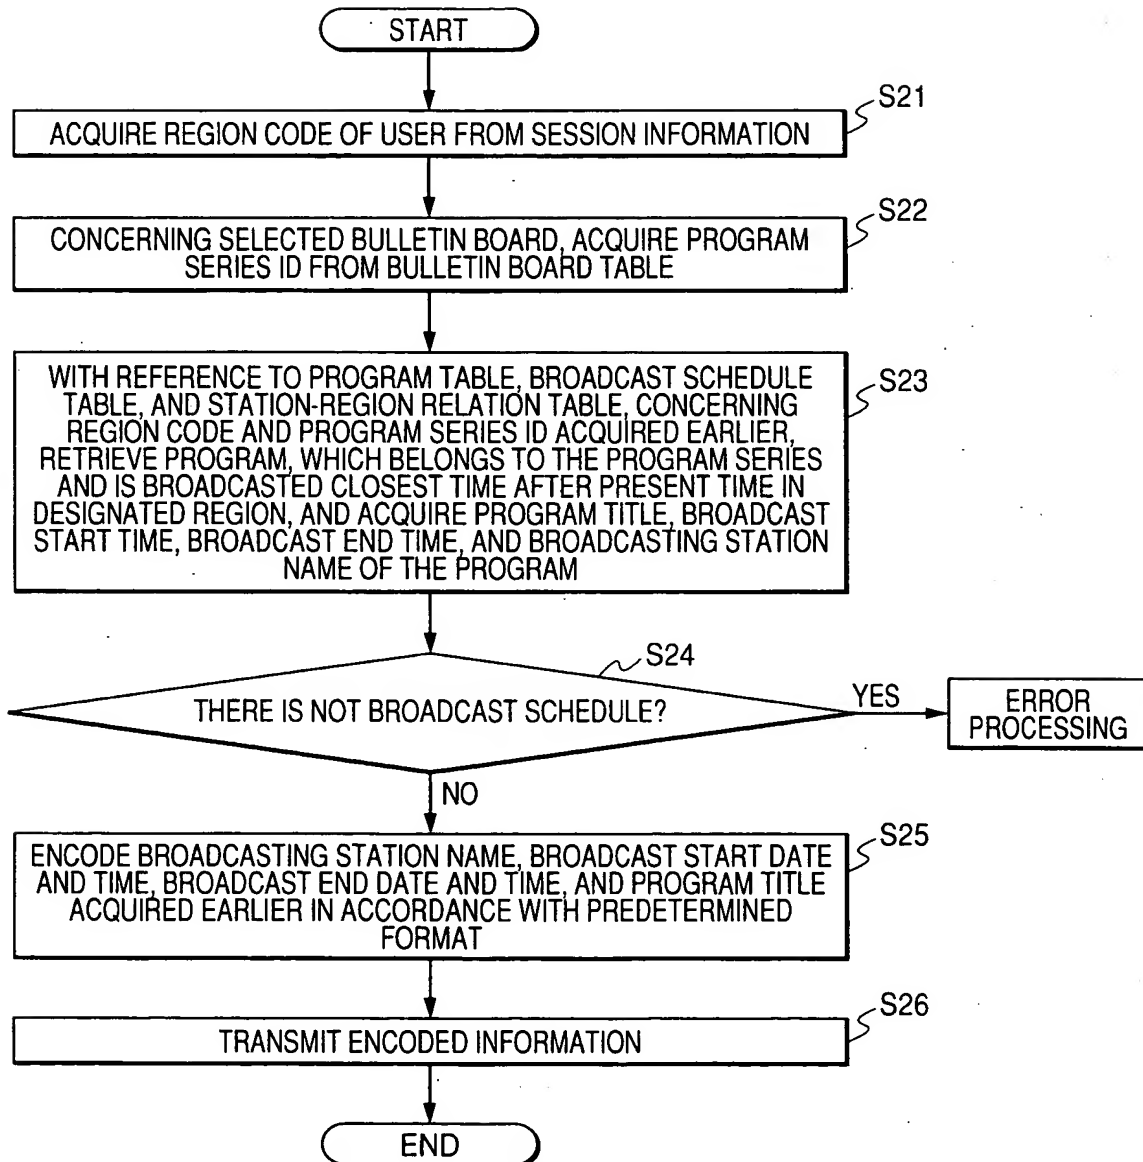 START
S21
ACQUIRE REGION CODE OF USER FROM SESSION INFORMATION
S22
CONCERNING SELECTED BULLETIN BOARD, ACQUIRE PROGRAM
SERIES ID FROM BULLETIN BOARD TABLE
S23
WITH REFERENCE TO PROGRAM TABLE, BROADCAST SCHEDULE
TABLE, AND STATION-REGION RELATION TABLE, CONCERNING
REGION CODE AND PROGRAM SERIES ID ACQUIRED EARLIER,
RETRIEVE PROGRAM, WHICH BELONGS TO THE PROGRAM SERIES
AND IS BROADCASTED CLOSEST TIME AFTER PRESENT TIME IN
DESIGNATED REGION, AND ACQUIRE PROGRAM TITLE, BROADCAST
START TIME, BROADCAST END TIME, AND BROADCASTING STATION
NAME OF THE PROGRAM
S24
THERE IS NOT BROADCAST SCHEDULE?
YES
ERROR
PROCESSING
NO
S25
ENCODE BROADCASTING STATION NAME, BROADCAST START DATE
AND TIME, BROADCAST END DATE AND TIME, AND PROGRAM TITLE
ACQUIRED EARLIER IN ACCORDANCE WITH PREDETERMINED
FORMAT
S26
TRANSMIT ENCODED INFORMATION
END